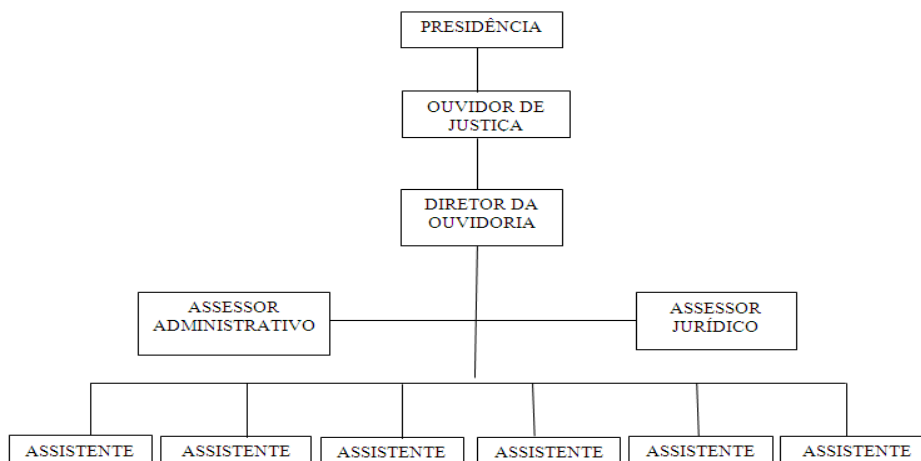 PRESIDÊNCIA
OUVIDOR DE
JUSTICA
DIRETOR DA
OUVIDORIA
ASSESSOR
ADMINISTRATIVO
ASSESSOR
JURÍDICO
ASSISTENTE
ASSISTENTE
ASSISTENTE
ASSISTENTE
ASSISTENTE
ASSISTENTE